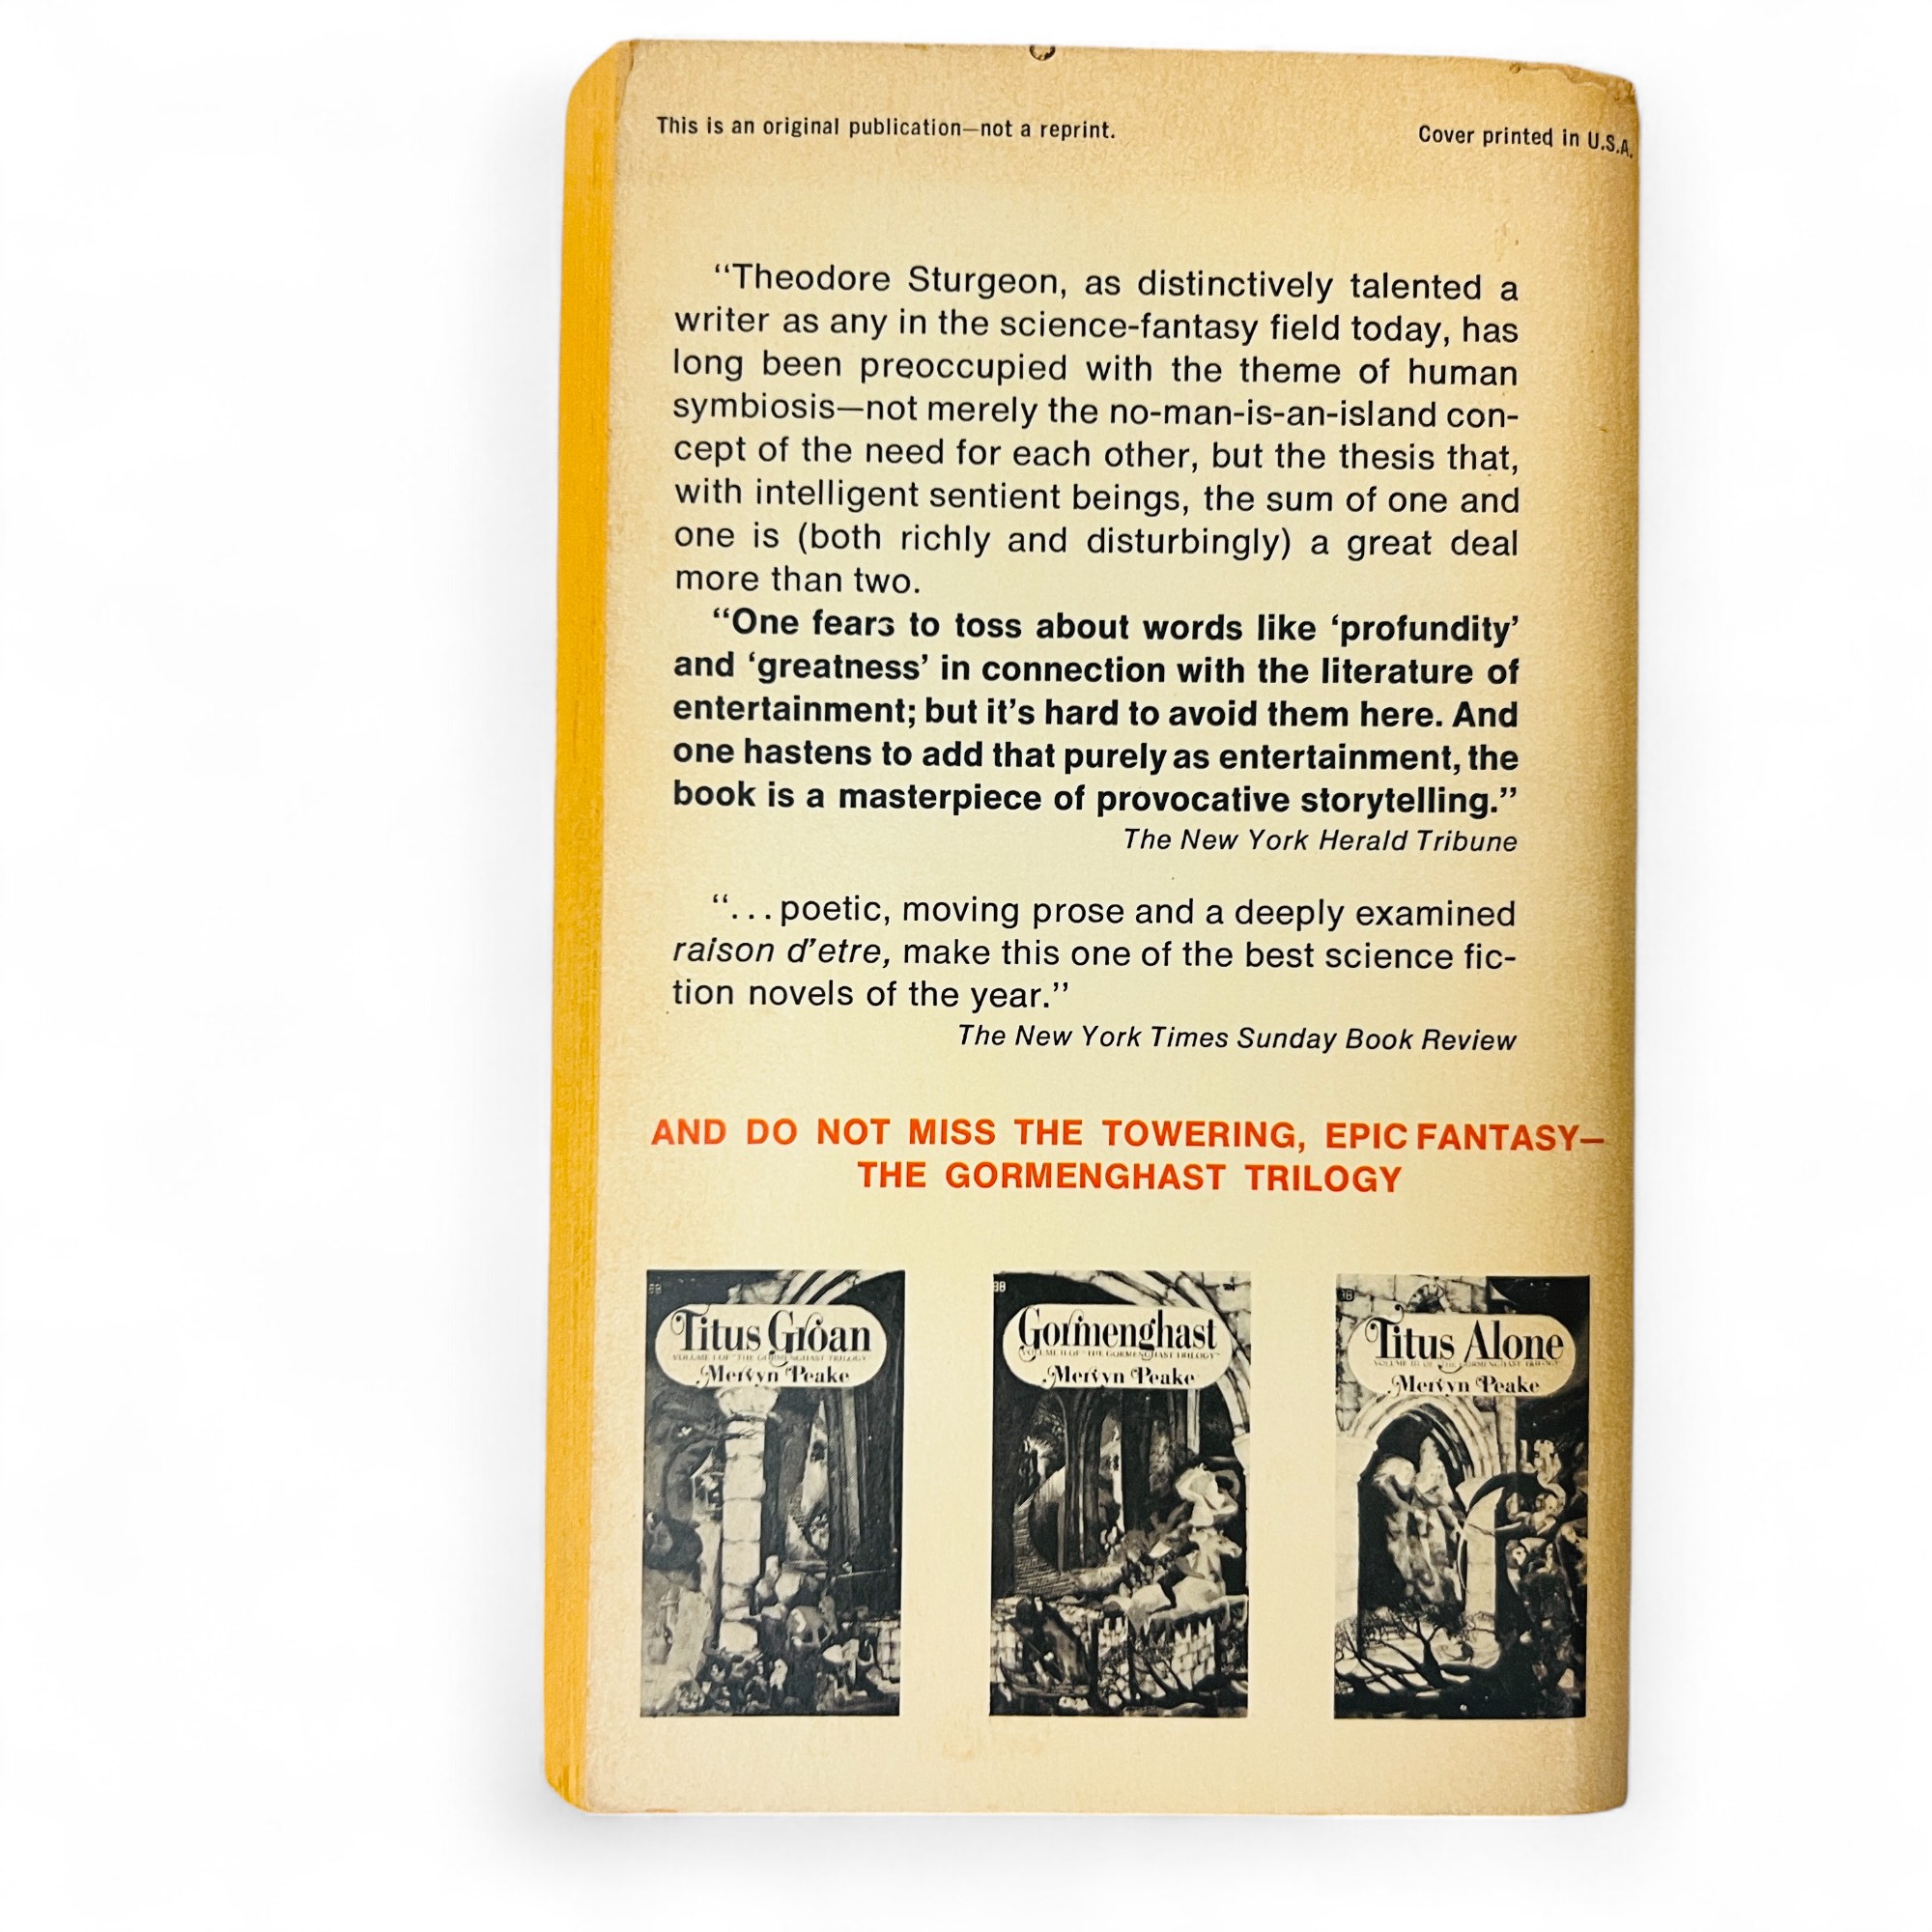 This is an original publication—not a reprint.
Cover printed in U.S.A.
“Theodore Sturgeon, as distinctively talented a
writer as any in the science-fantasy field today, has
long been preoccupied with the theme of human
symbiosis—not merely the no-man-is-an-island con-
cept of the need for each other, but the thesis that,
with intelligent sentient beings, the sum of one and
one is (both richly and disturbingly) a great deal
more than two.
“One fears to toss about words like ‘profundity’
and ‘greatness’ in connection with the literature of
entertainment; but it’s hard to avoid them here. And
one hastens to add that purely as entertainment, the
book is a masterpiece of provocative storytelling.”
The New York Herald Tribune
“... poetic, moving prose and a deeply examined
raison d’etre, make this one of the best science fic-
tion novels of the year.”
The New York Times Sunday Book Review
AND DO NOT MISS THE TOWERING, EPIC FANTASY—
THE GORMENGHAST TRILOGY
Titus Groan
VOLUME I OF “THE GORMENGHAST TRILOGY”
Mervyn Peake
Gormenghast
VOLUME II OF “THE GORMENGHAST TRILOGY”
Mervyn Peake
Titus Alone
VOLUME III OF “THE GORMENGHAST TRILOGY”
Mervyn Peake